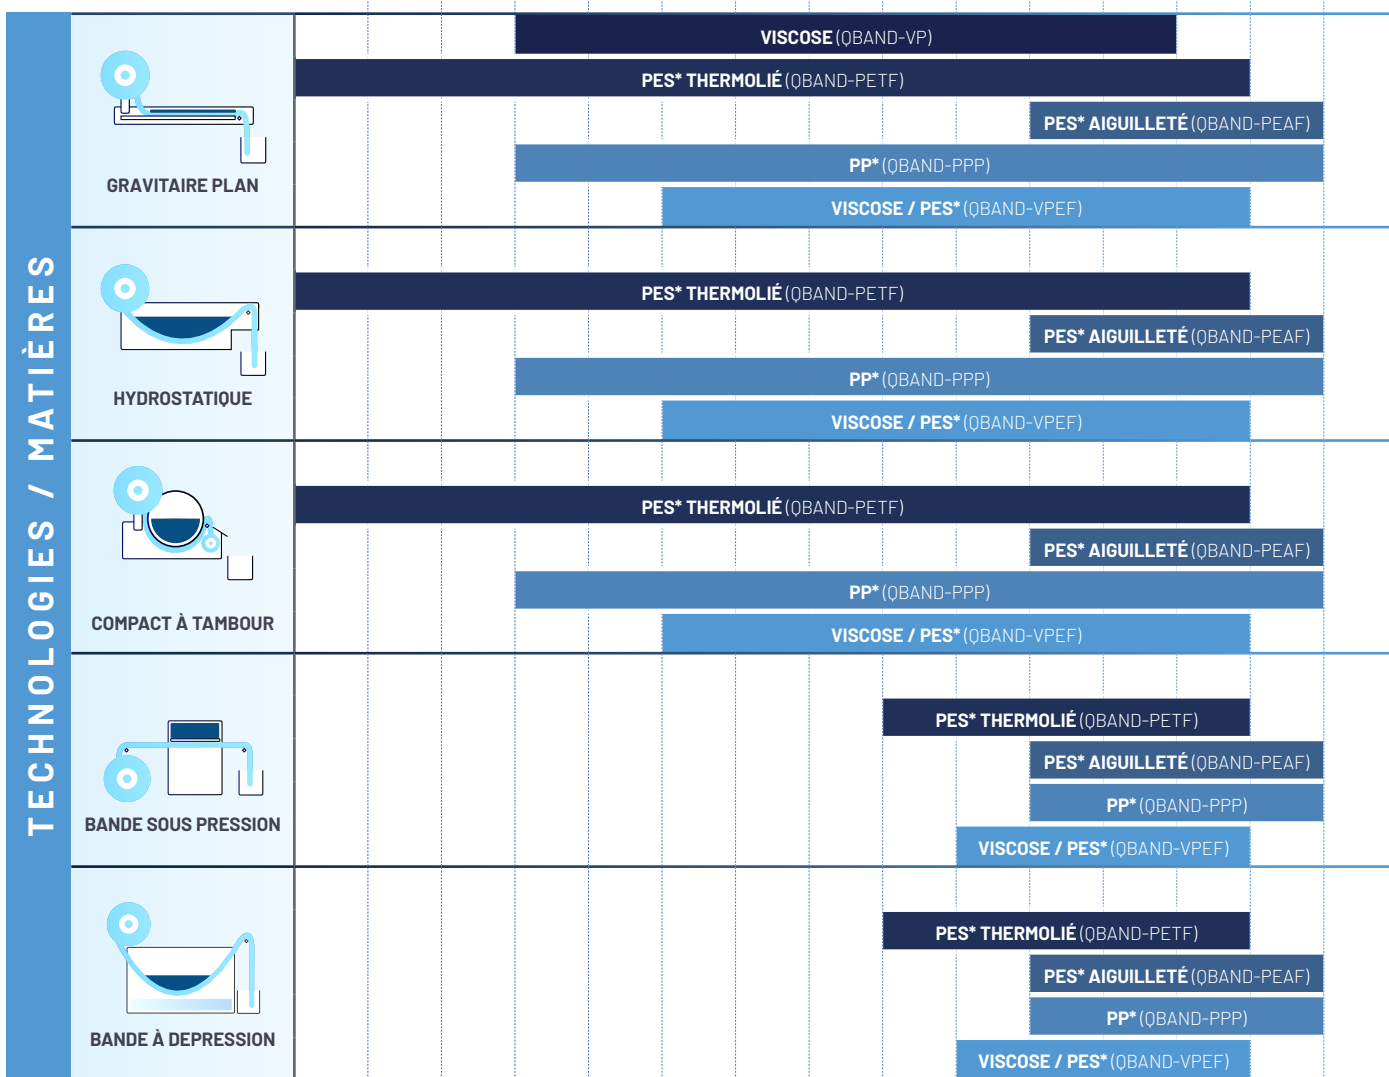 TECHNOLOGIES / MATIÈRES
GRAVITAIRE PLAN
VISCOSE (QBAND-VP)
PES* THERMOLIÉ (QBAND-PETF)
PES* AIGUILLETÉ (QBAND-PEAF)
PP* (QBAND-PPP)
VISCOSE / PES* (QBAND-VPEF)
HYDROSTATIQUE
PES* THERMOLIÉ (QBAND-PETF)
PES* AIGUILLETÉ (QBAND-PEAF)
PP* (QBAND-PPP)
VISCOSE / PES* (QBAND-VPEF)
COMPACT À TAMBOUR
PES* THERMOLIÉ (QBAND-PETF)
PES* AIGUILLETÉ (QBAND-PEAF)
PP* (QBAND-PPP)
VISCOSE / PES* (QBAND-VPEF)
BANDE SOUS PRESSION
PES* THERMOLIÉ (QBAND-PETF)
PES* AIGUILLETÉ (QBAND-PEAF)
PP* (QBAND-PPP)
VISCOSE / PES* (QBAND-VPEF)
BANDE À DEPRESSION
PES* THERMOLIÉ (QBAND-PETF)
PES* AIGUILLETÉ (QBAND-PEAF)
PP* (QBAND-PPP)
VISCOSE / PES* (QBAND-VPEF)